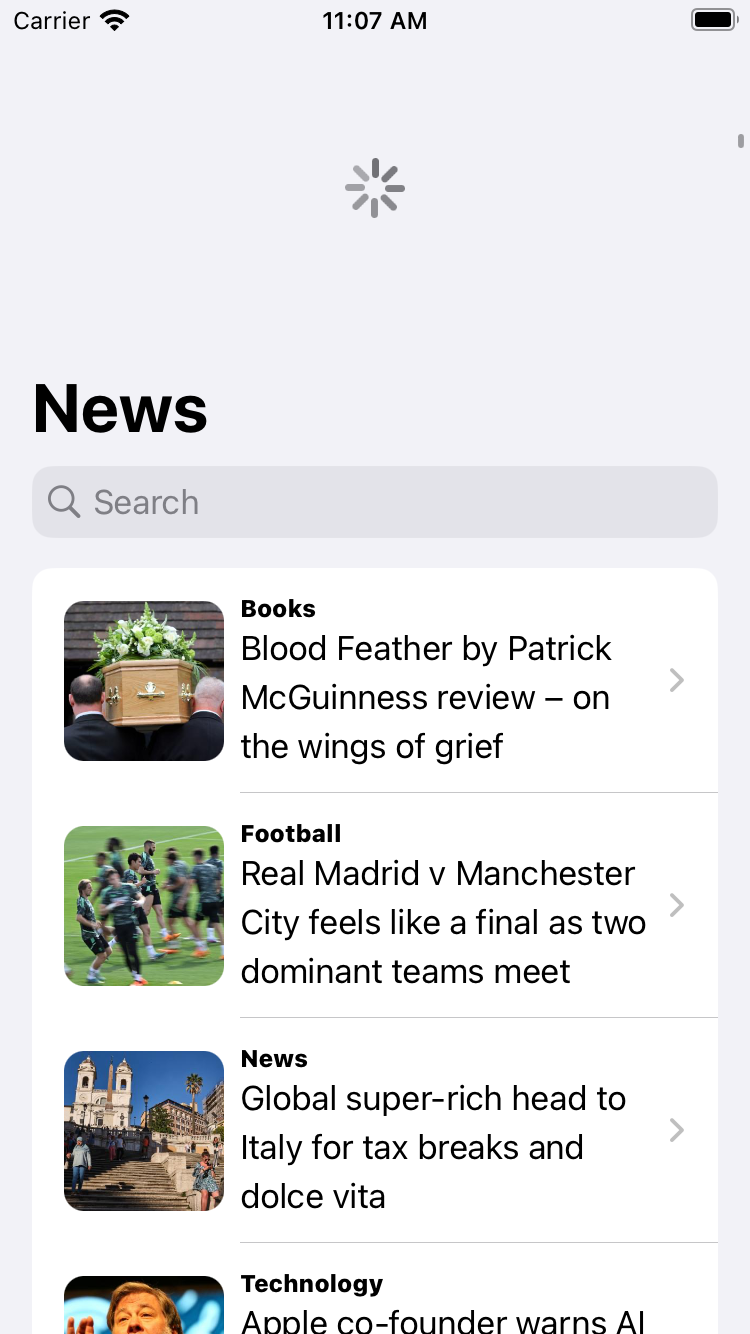 Carrier 11:07 AM
News
Search
Books
Blood Feather by Patrick
McGuinness review – on
the wings of grief
Football
Real Madrid v Manchester
City feels like a final as two
dominant teams meet
News
Global super-rich head to
Italy for tax breaks and
dolce vita
Technology
Apple co-founder warns AI